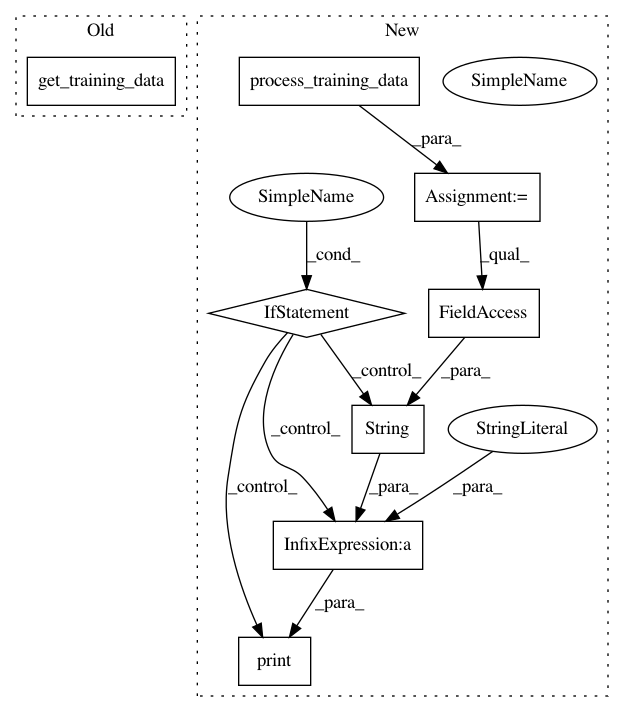 Old
New
get_training_data
process_training_data
SimpleName
_para_
SimpleName
Assignment:=
_cond_
_qual_
IfStatement
FieldAccess
_control_
_para_
String
StringLiteral
_control_
_control_
_para_
_para_
InfixExpression:a
_para_
print